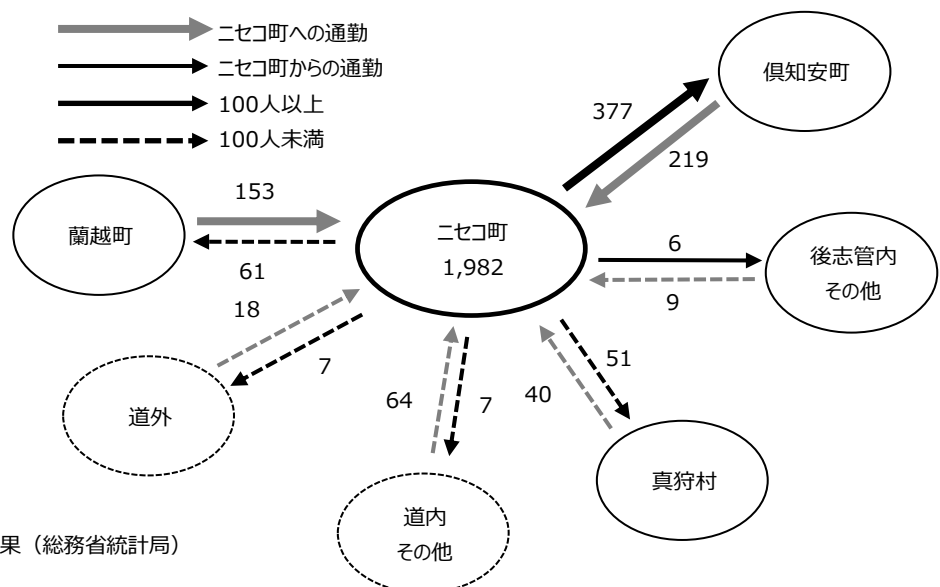 ニセコ町への通勤
ニセコ町からの通勤
100人以上
100人未満
倶知安町
377
219
153
蘭越町
61
ニセコ町
1,982
6
後志管内
その他
9
18
7
道外
64
7
道内
その他
51
40
真狩村
果（総務省統計局）